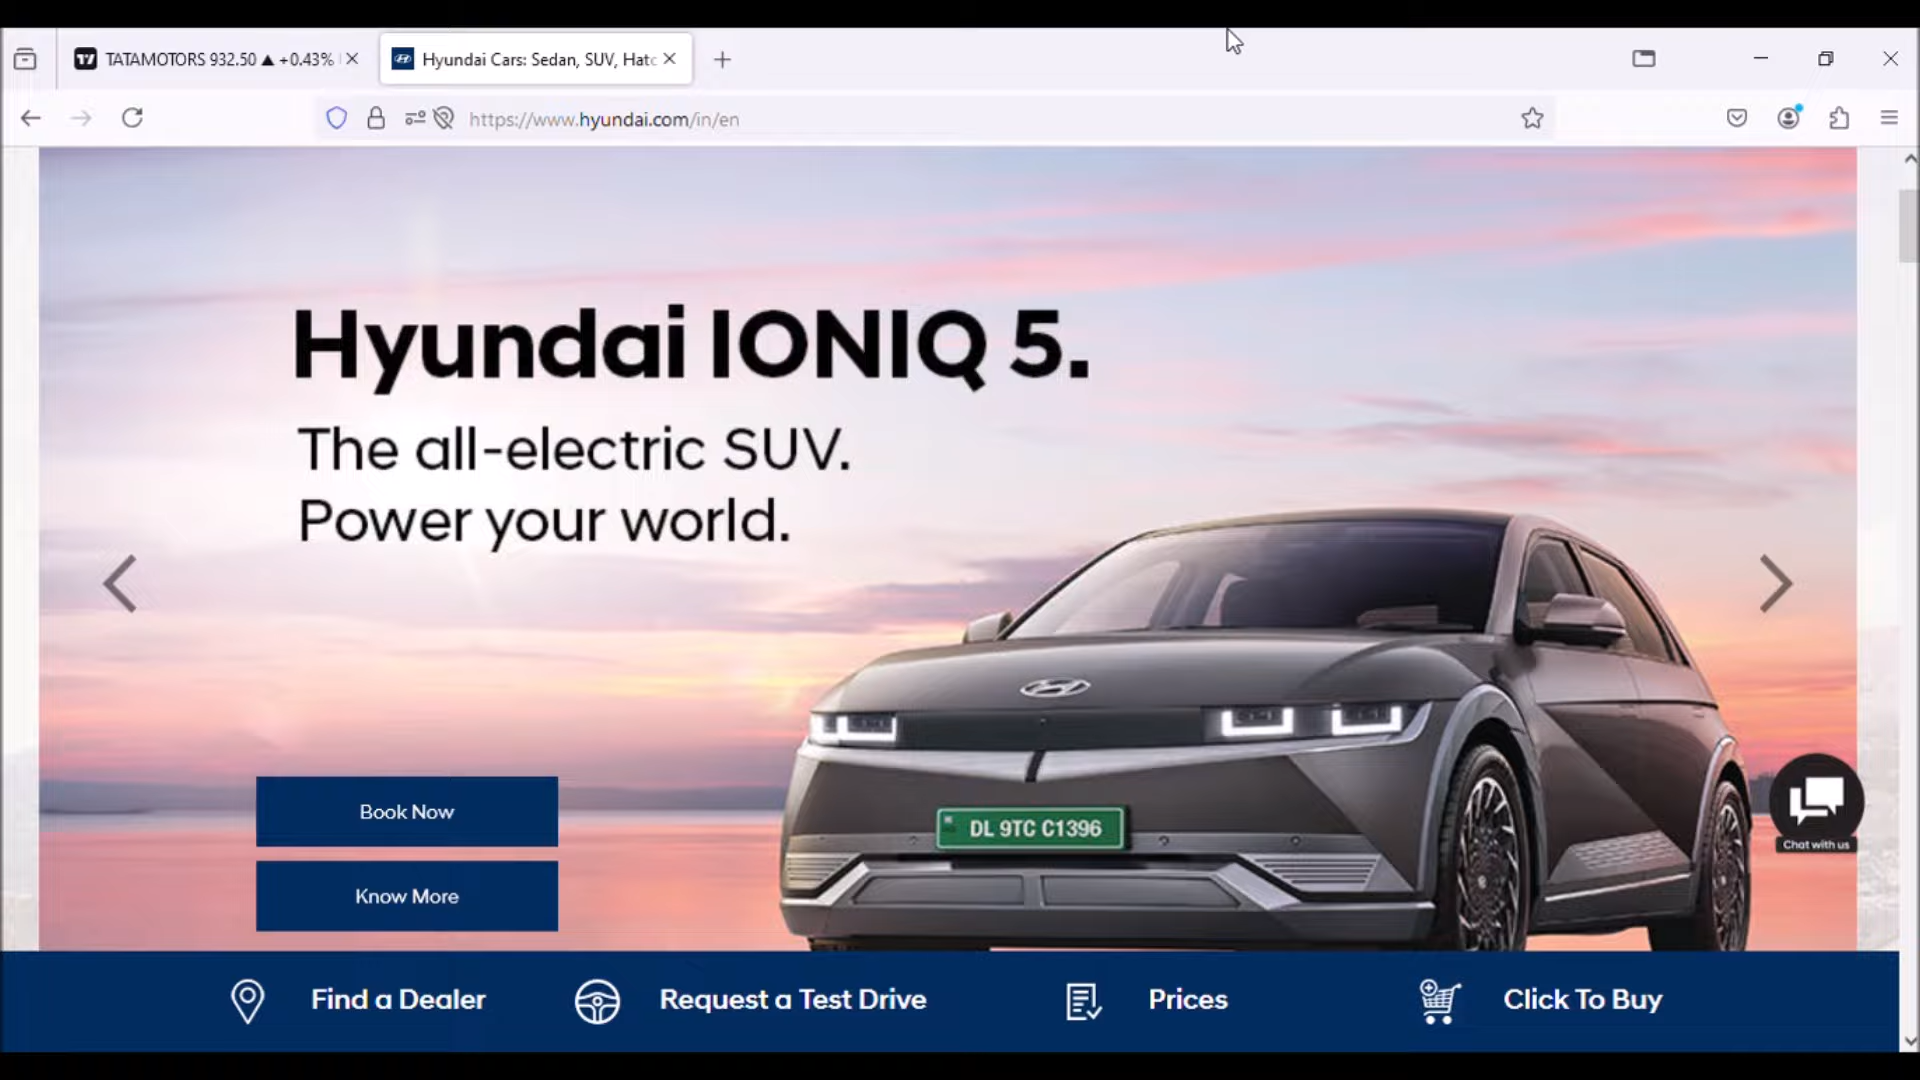 TATAMOTORS 932.50 ▲ +0.43%
Hyundai Cars: Sedan, SUV, Hatc
https://www.hyundai.com/in/en
Hyundai IONIQ 5.
The all-electric SUV.
Power your world.
Book Now
Know More
DL 9TC C1396
Chat with us
Find a Dealer
Request a Test Drive
Prices
Click To Buy